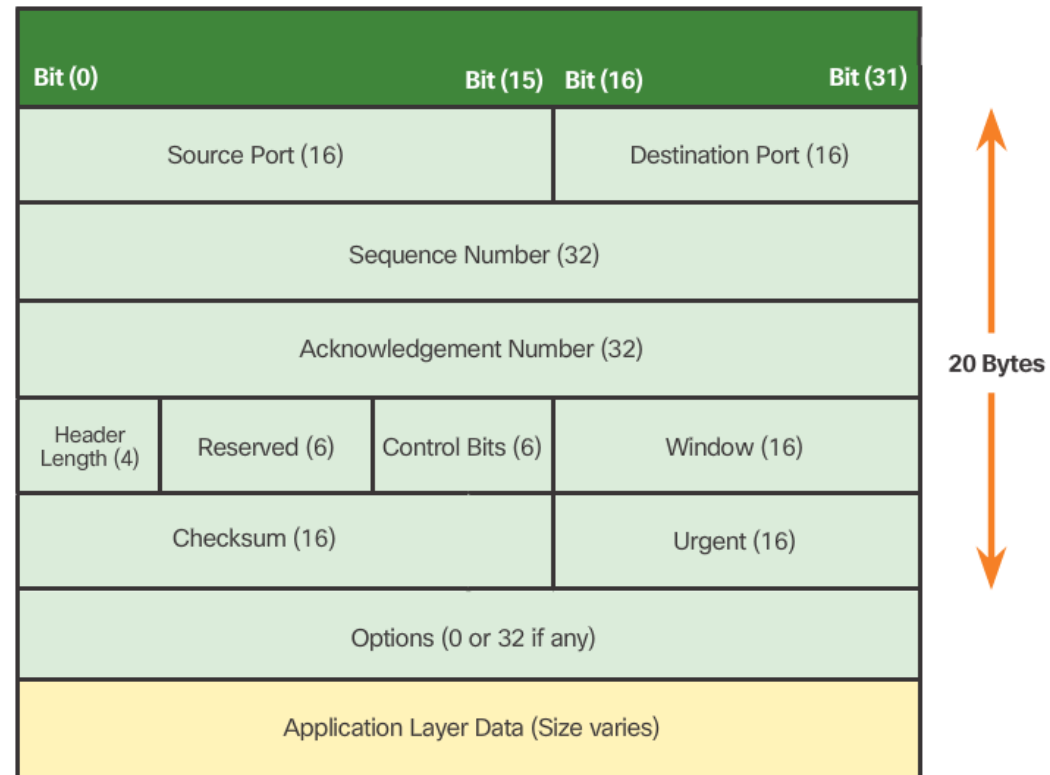 Bit (0) Bit (15) Bit (16) Bit (31)
Source Port (16) Destination Port (16)
Sequence Number (32)
Acknowledgement Number (32)
20 Bytes
Header
Length (4)
Reserved (6) Control Bits (6) Window (16)
Checksum (16) Urgent (16)
Options (0 or 32 if any)
Application Layer Data (Size varies)